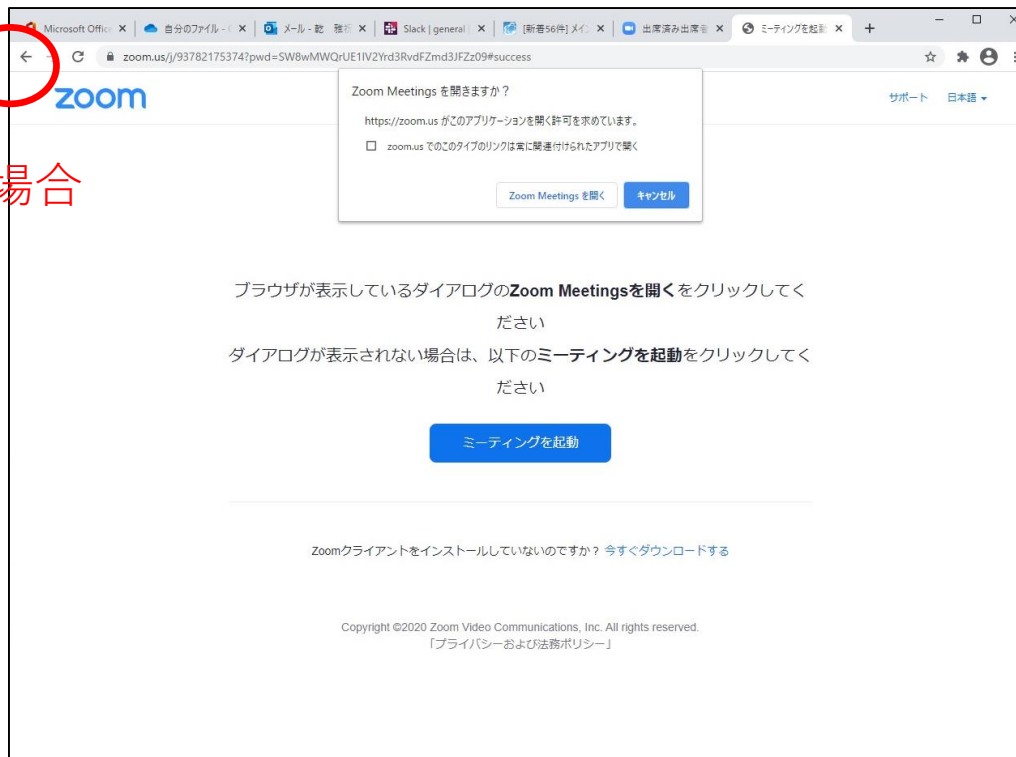 Microsoft Offic
自分のファイル -
メール - 乾 雅
Slack | general
[新着56件] メイ
出席済み出席者
ミーティングを起動
zoom.us/j/93782175374?pwd=SW8wMWQrUE1lV2Yrd3RvdFZmd3JFZz09#success
zoom
サポート 日本語
Zoom Meetings を開きますか？
https://zoom.us がこのアプリケーションを開く許可を求めています。
zoom.us でのこのタイプのリンクは常に関連付けられたアプリで開く
Zoom Meetings を開く キャンセル
場合
ブラウザが表示しているダイアログのZoom Meetingsを開くをクリックしてく
ださい
ダイアログが表示されない場合は、以下のミーティングを起動をクリックしてく
ださい
ミーティングを起動
Zoomクライアントをインストールしていないのですか？ 今すぐダウンロードする
Copyright ©2020 Zoom Video Communications, Inc. All rights reserved.
「プライバシーおよび法務ポリシー」